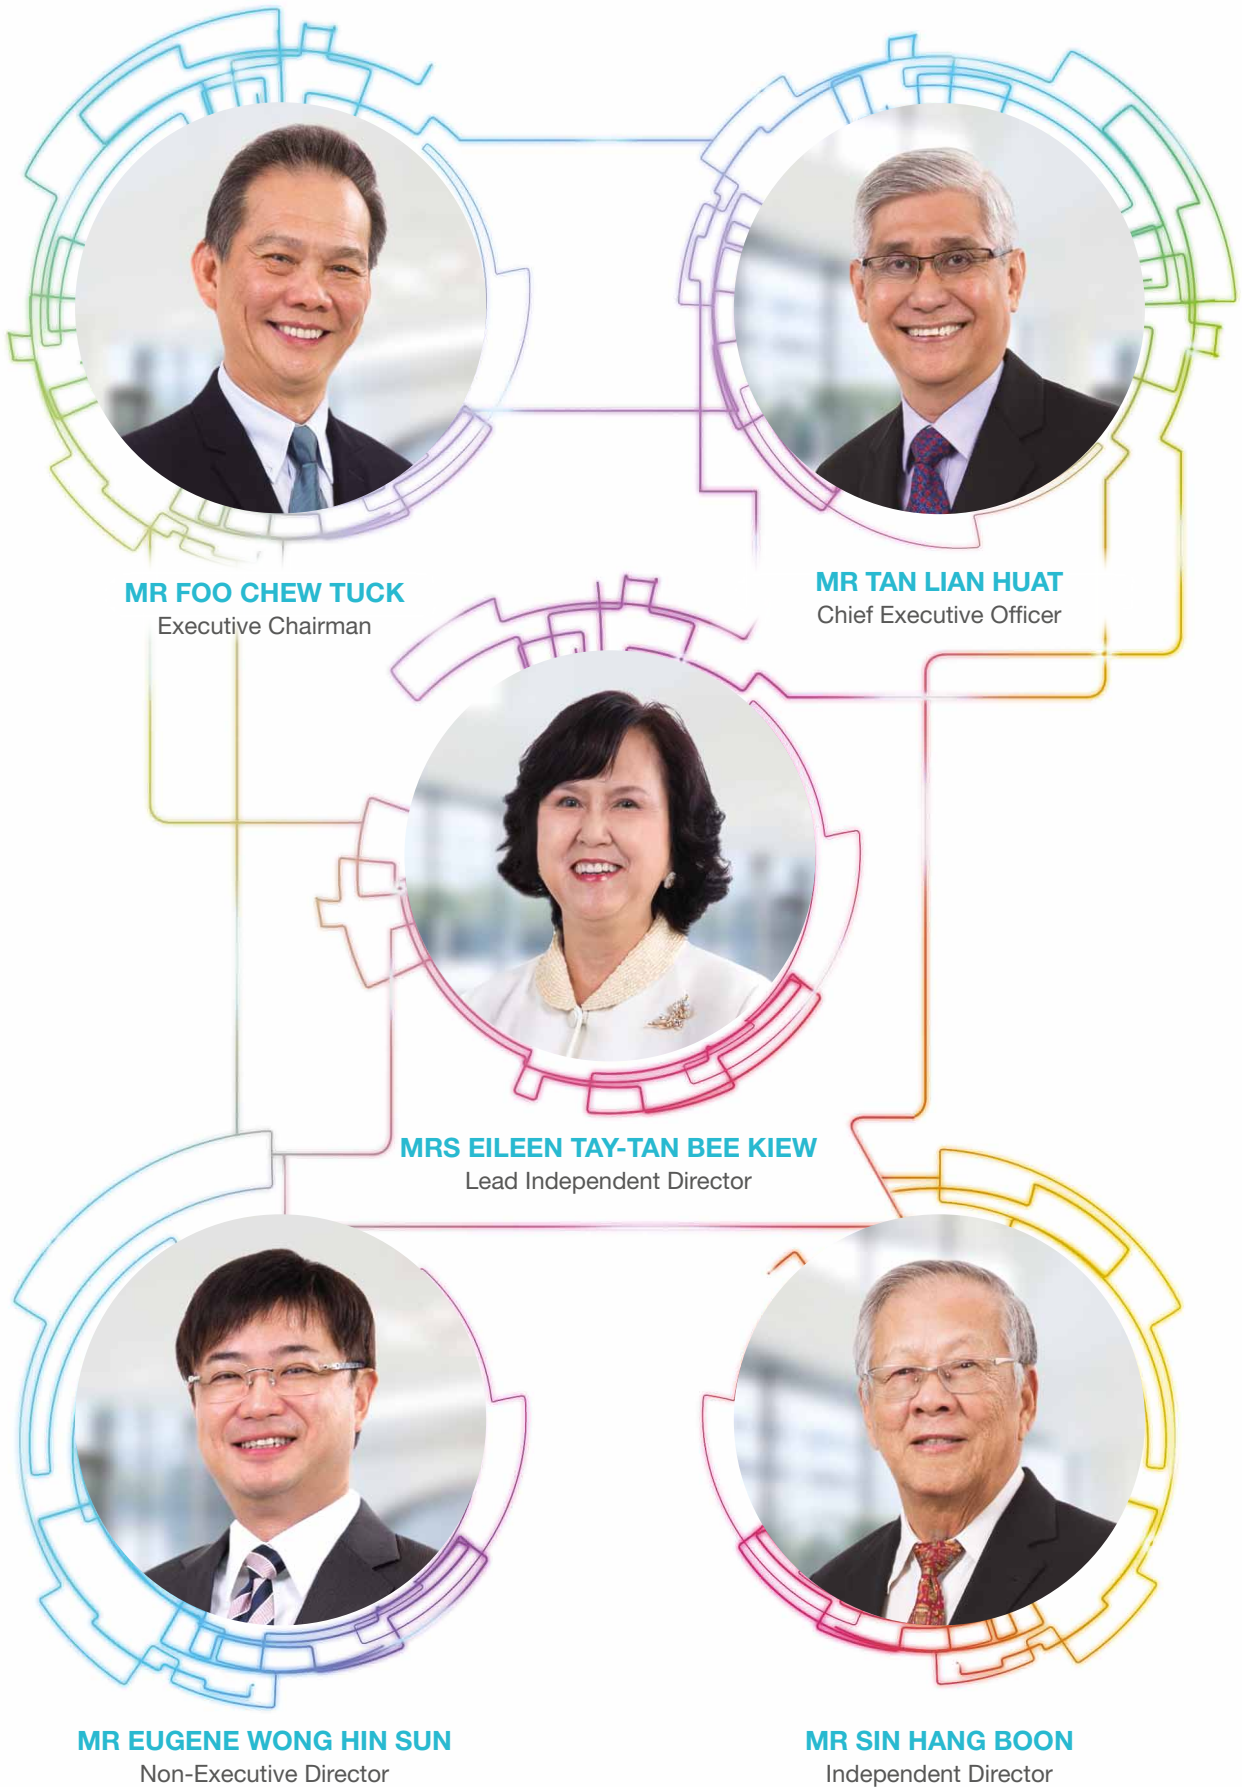 MR FOO CHEW TUCK
Executive Chairman
MR TAN LIAN HUAT
Chief Executive Officer
MRS EILEEN TAY-TAN BEE KIEW
Lead Independent Director
MR EUGENE WONG HIN SUN
Non-Executive Director
MR SIN HANG BOON
Independent Director